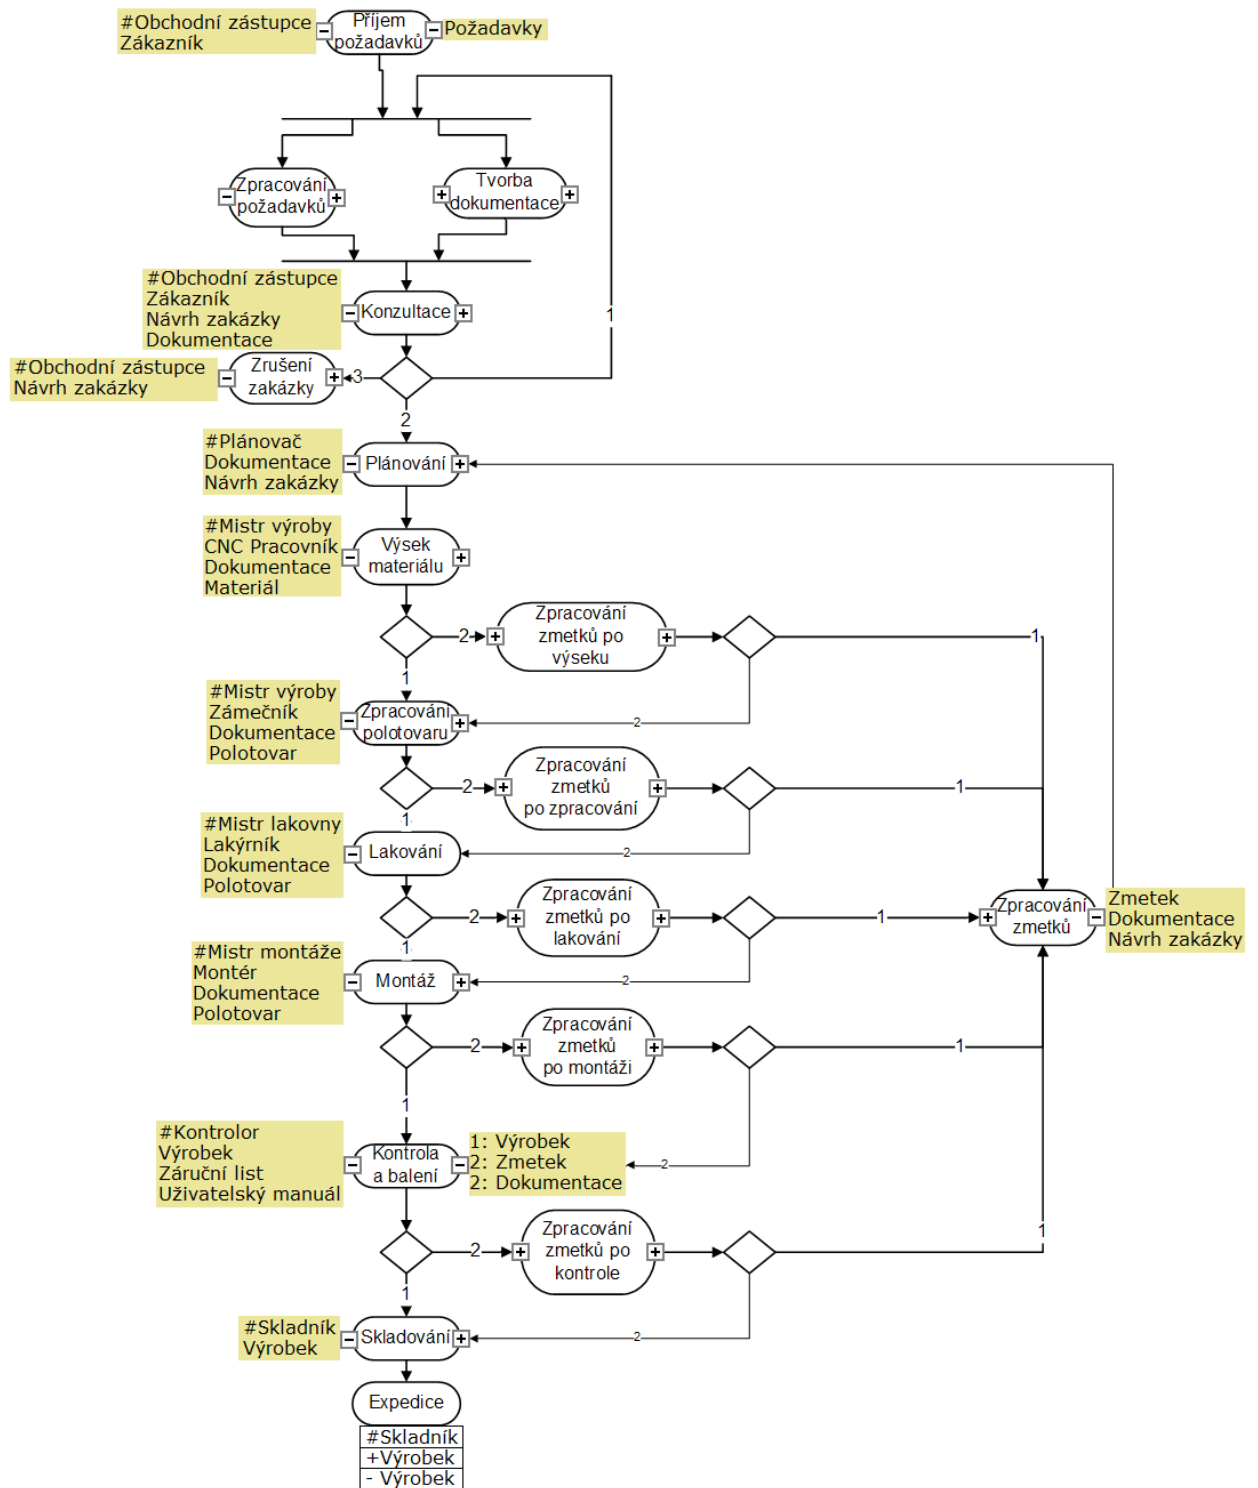 #Obchodní zástupce
Zákazník
Příjem
požadavků
Požadavky
Zpracování
požadavků
Tvorba
dokumentace
1
#Obchodní zástupce
Zákazník
Návrh zakázky
Dokumentace
Konzultace
#Obchodní zástupce
Návrh zakázky
Zrušení
zakázky
3
2
#Plánovač
Dokumentace
Návrh zakázky
Plánování
#Mistr výroby
CNC Pracovník
Dokumentace
Materiál
Výsek
materiálu
2
Zpracování
zmetků po
výseku
1
1
#Mistr výroby
Zámečník
Dokumentace
Polotovar
Zpracování
polotovaru
2
2
Zpracování
zmetků
po zpracování
1
1
#Mistr lakovny
Lakýrník
Dokumentace
Polotovar
Lakování
2
2
Zpracování
zmetků po
lakování
1
Zpracování
zmetků
Zmetek
Dokumentace
Návrh zakázky
1
#Mistr montáže
Montér
Dokumentace
Polotovar
Montáž
2
2
Zpracování
zmetků
po montáži
1
1
#Kontrolor
Výrobek
Záruční list
Uživatelský manuál
Kontrola
a balení
1: Výrobek
2: Zmetek
2: Dokumentace
2
2
Zpracování
zmetků po
kontrole
1
1
#Skladník
Výrobek
Skladování
2
Expedice
#Skladník
+Výrobek
- Výrobek